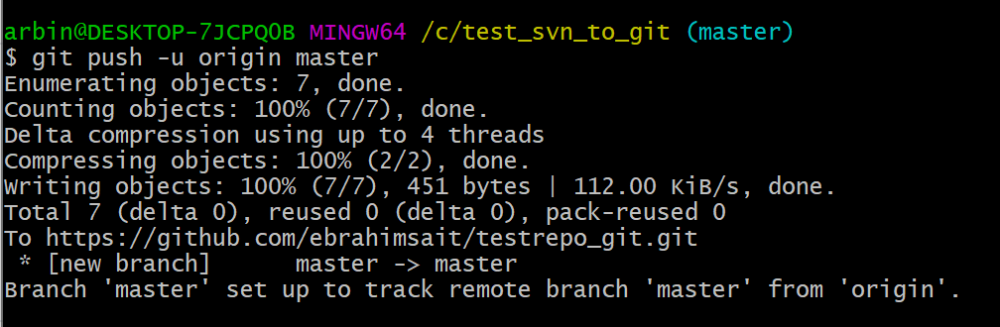 arbin@DESKTOP-7JCPQ0B MINGW64 /c/test_svn_to_git (master)
$ git push -u origin master
Enumerating objects: 7, done.
Counting objects: 100% (7/7), done.
Delta compression using up to 4 threads
Compressing objects: 100% (2/2), done.
Writing objects: 100% (7/7), 451 bytes | 112.00 KiB/s, done.
Total 7 (delta 0), reused 0 (delta 0), pack-reused 0
To https://github.com/ebrahimsait/testrepo_git.git
 * [new branch]      master -> master
Branch 'master' set up to track remote branch 'master' from 'origin'.